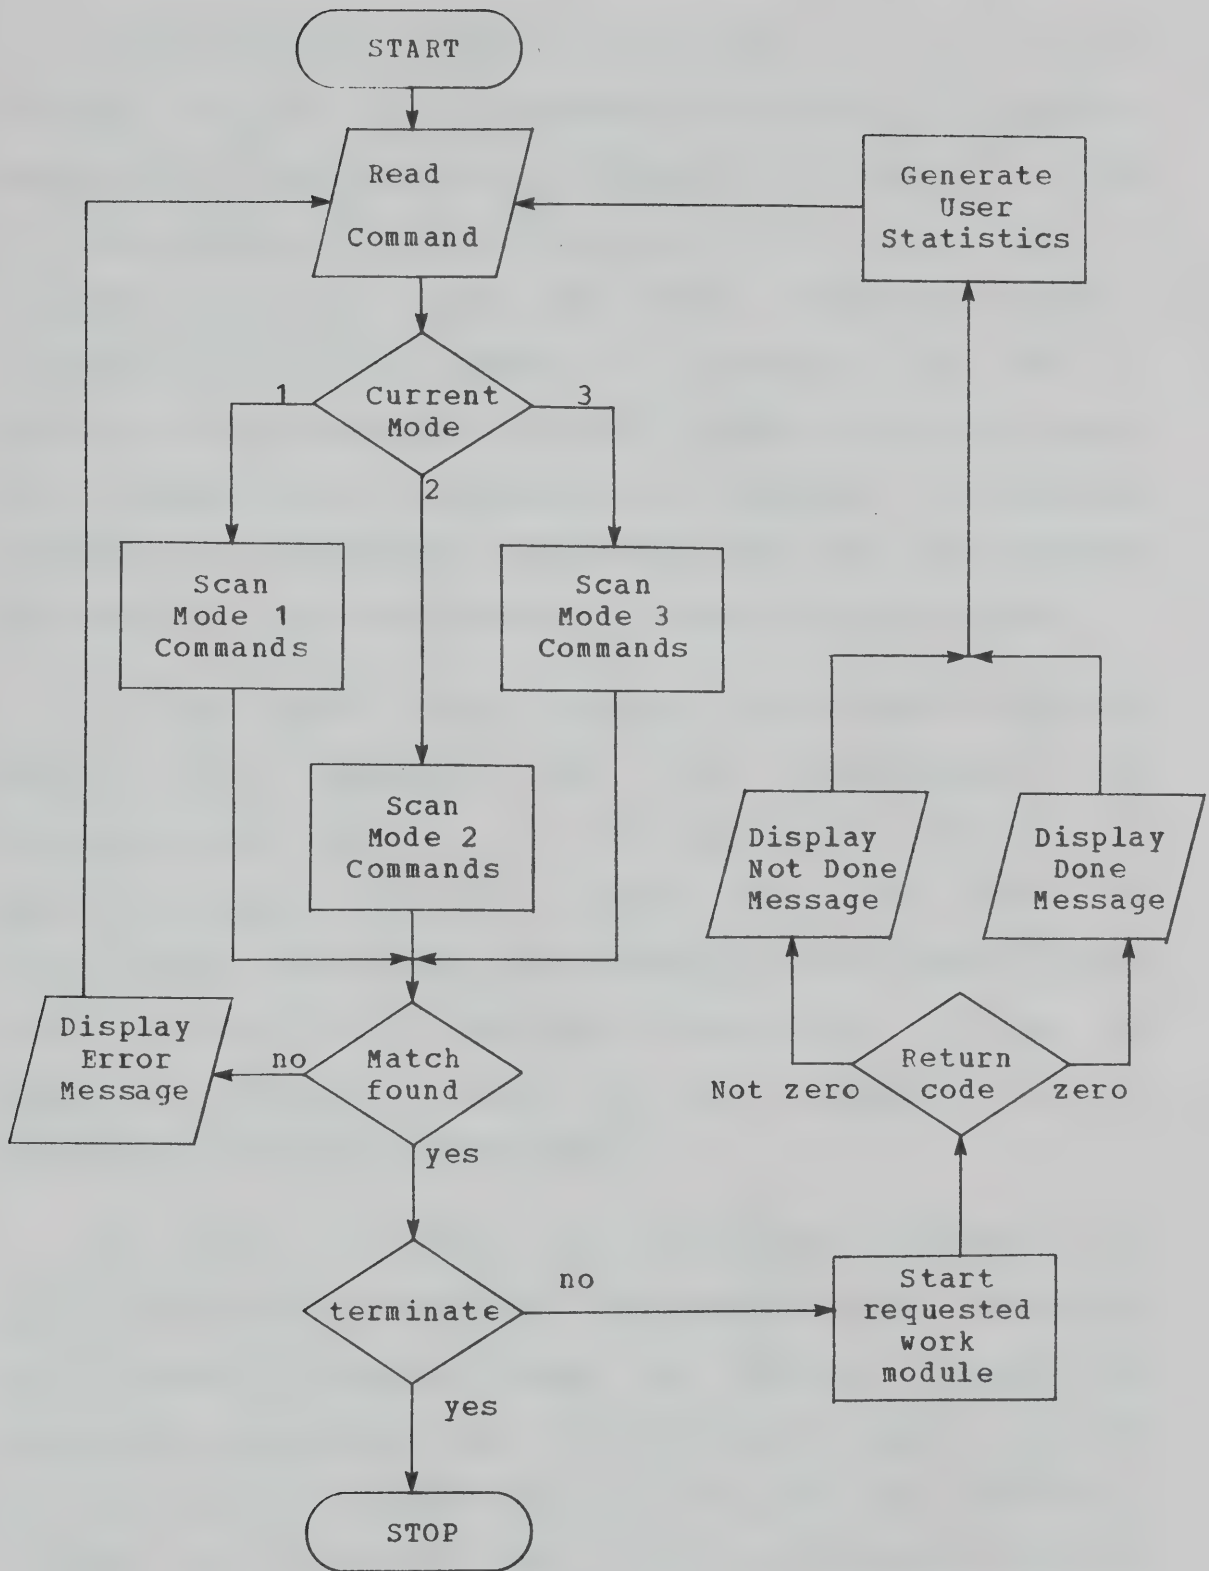 START
Read
Command
Generate
User
Statistics
1
Current
Mode
3
2
Scan
Mode 1
Commands
Scan
Mode 3
Commands
Scan
Mode 2
Commands
Display
Not Done
Message
Display
Done
Message
Display
Error
Message
no
Match
found
yes
Return
code
Not zero
zero
terminate
no
yes
Start
requested
work
module
STOP